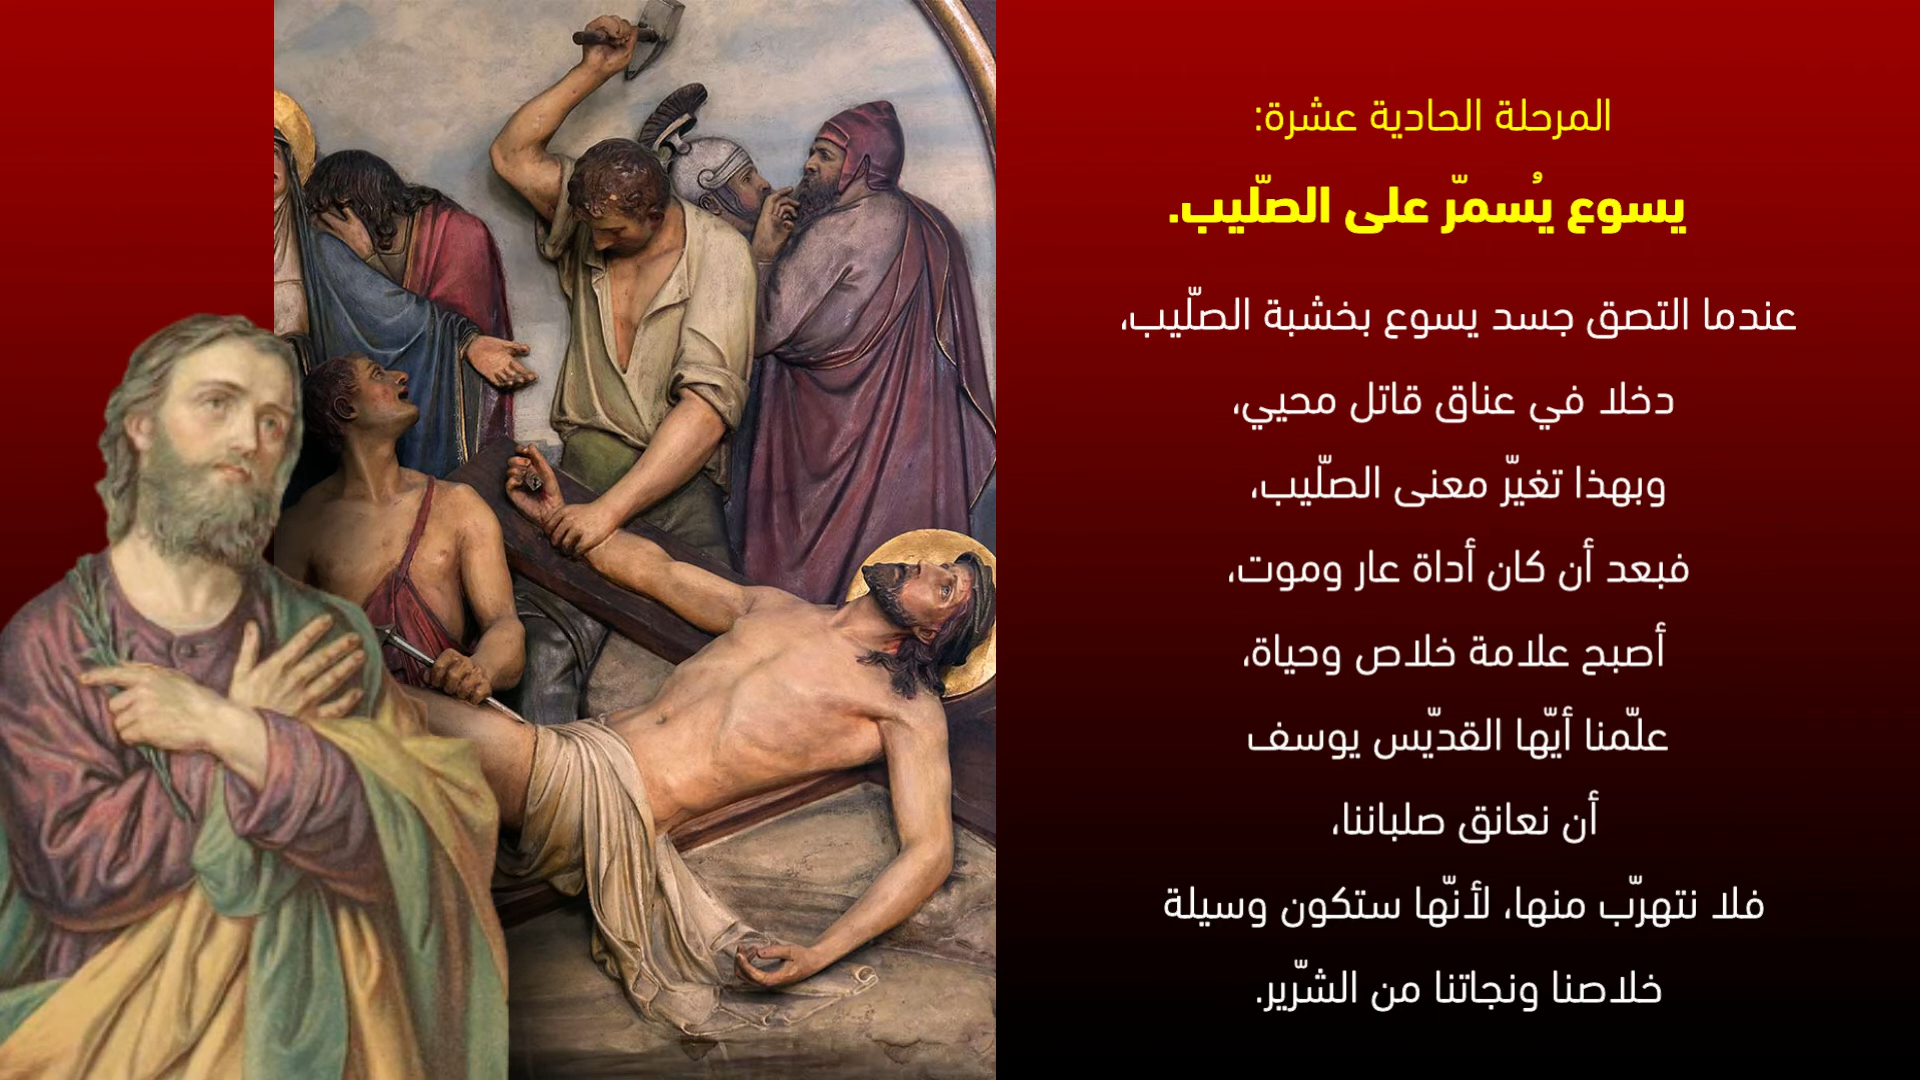 المرحلة الحادية عشرة:
يسوع يُسمّر على الصّليب.
عندما التصق جسد يسوع بخشبة الصّليب،
دخلا في عناق قاتل محيي،
وبهذا تغيّر معنى الصّليب،
فبعد أن كان أداة عار وموت،
أصبح علامة خلاص وحياة،
علّمنا أيّها القدّيس يوسف
أن نعانق صلباننا،
فلا نتهرّب منها، لأنّها ستكون وسيلة
خلاصنا ونجاتنا من الشّرّير.